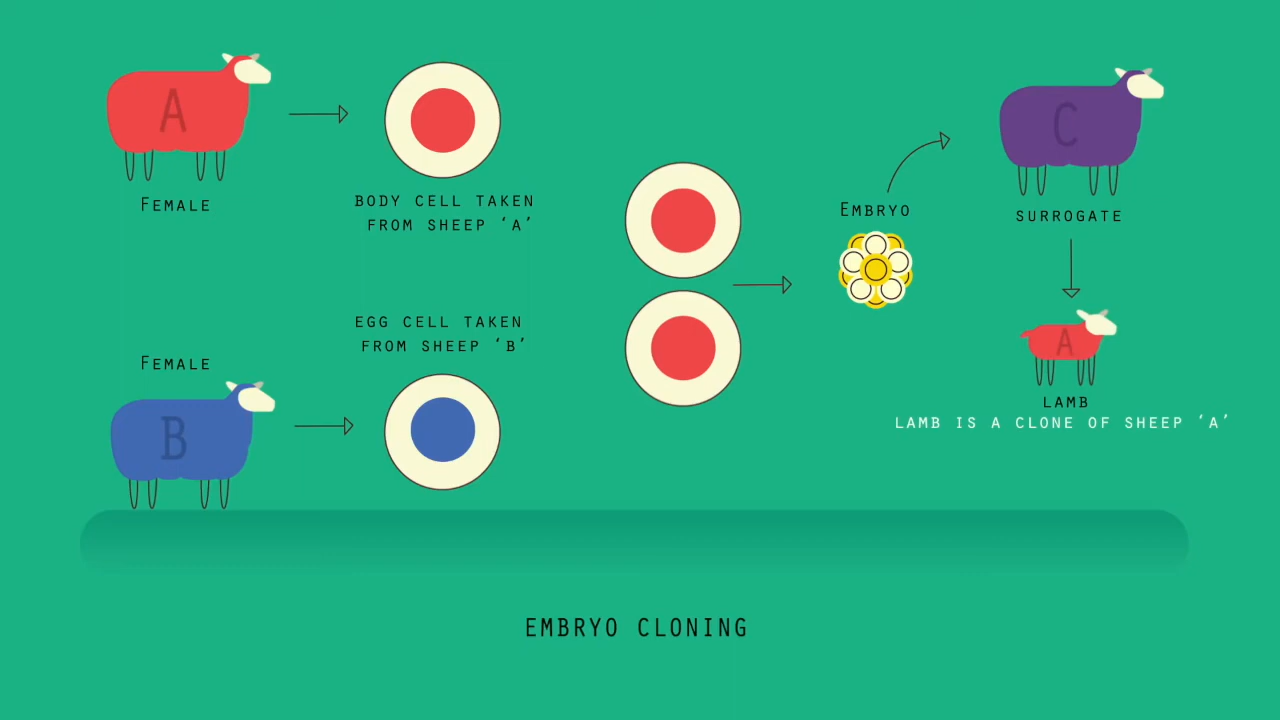 A
Female
BODY CELL TAKEN
FROM SHEEP ‘A’
EGG CELL TAKEN
FROM SHEEP ‘B’
Female
B
Embryo
C
SURROGATE
A
LAMB
LAMB IS A CLONE OF SHEEP ‘A’
EMBRYO CLONING